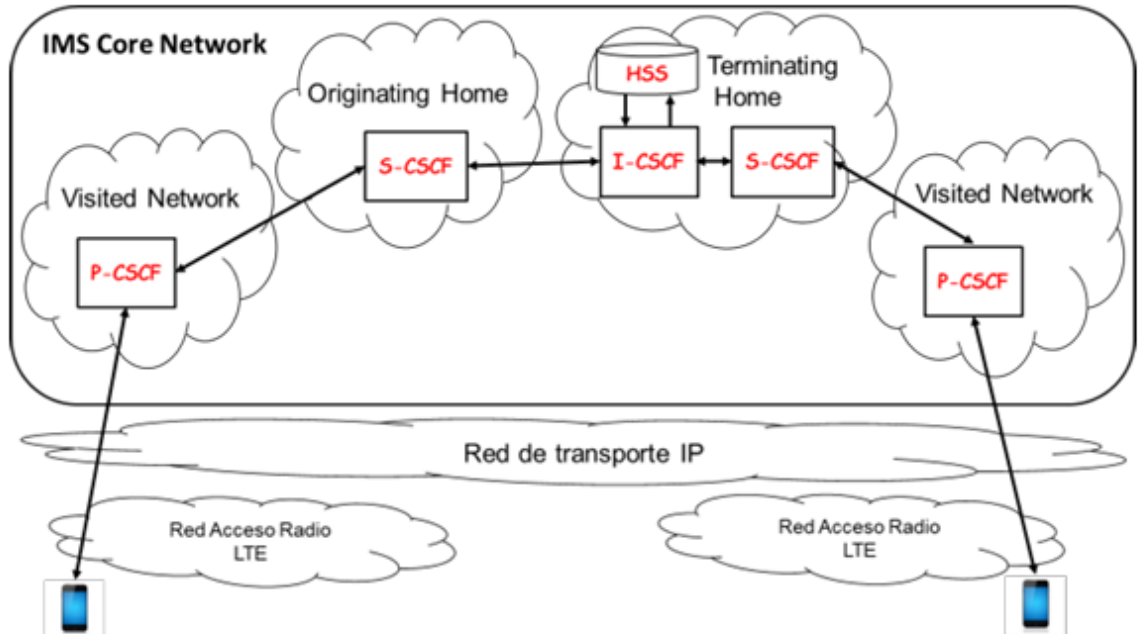 IMS Core Network
Originating Home
HSS
Terminating
Home
S-CSCF
I-CSCF
S-CSCF
Visited Network
P-CSCF
Visited Network
P-CSCF
Red de transporte IP
Red Acceso Radio
LTE
Red Acceso Radio
LTE